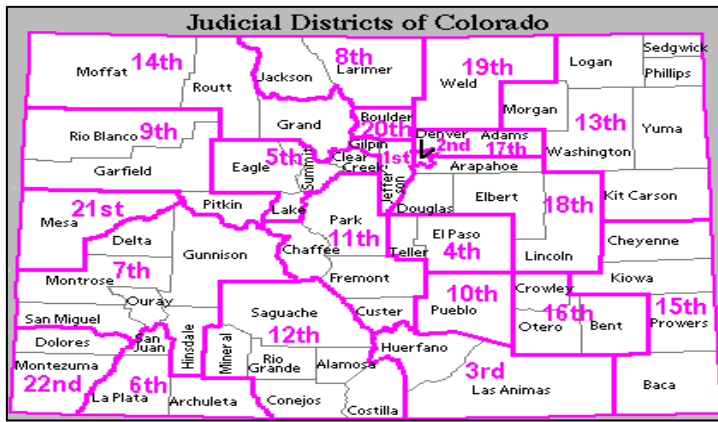 Judicial Districts of Colorado
14th
8th
19th
Logan
Sedgwick
Moffat
Routt
Jackson
Larimer
Weld
Phillips
Morgan
9th
Rio Blanco
Grand
Boulder
20th
13th
Yuma
Gilpin
Denver
Adams
2nd
17th
Washington
5th
Eagle
Summit
Clear
Creek
1st
Jeffer
son
Arapahoe
Garfield
21st
Pitkin
Lake
Douglas
Elbert
18th
Kit Carson
Mesa
Park
11th
Delta
Gunnison
Chaffee
Teller
El Paso
4th
Lincoln
Cheyenne
7th
Montrose
Fremont
10th
Crowley
Kiowa
Ouray
Saguache
Custer
Pueblo
16th
15th
San Miguel
Otero
Bent
Prowers
12th
Dolores
San
Juan
Hinsdale
Mineral
Rio
Grande
Alamosa
Huerfano
Montezuma
22nd
6th
3rd
Las Animas
Baca
La Plata
Archuleta
Conejos
Costilla